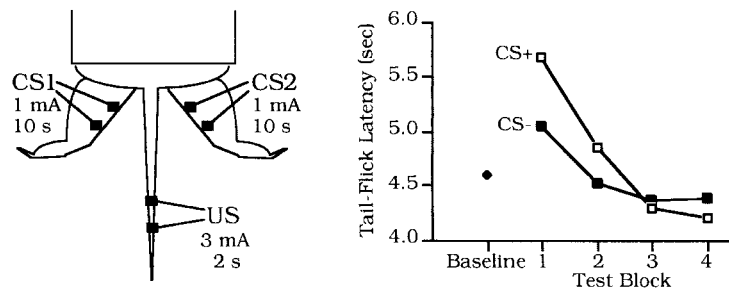 CS1
1 mA
10 s
CS2
1 mA
10 s
US
3 mA
2 s
Tail-Flick Latency (sec)
6.0
5.5
5.0
4.5
4.0
CS+
CS-
Baseline 1 2 3 4
Test Block